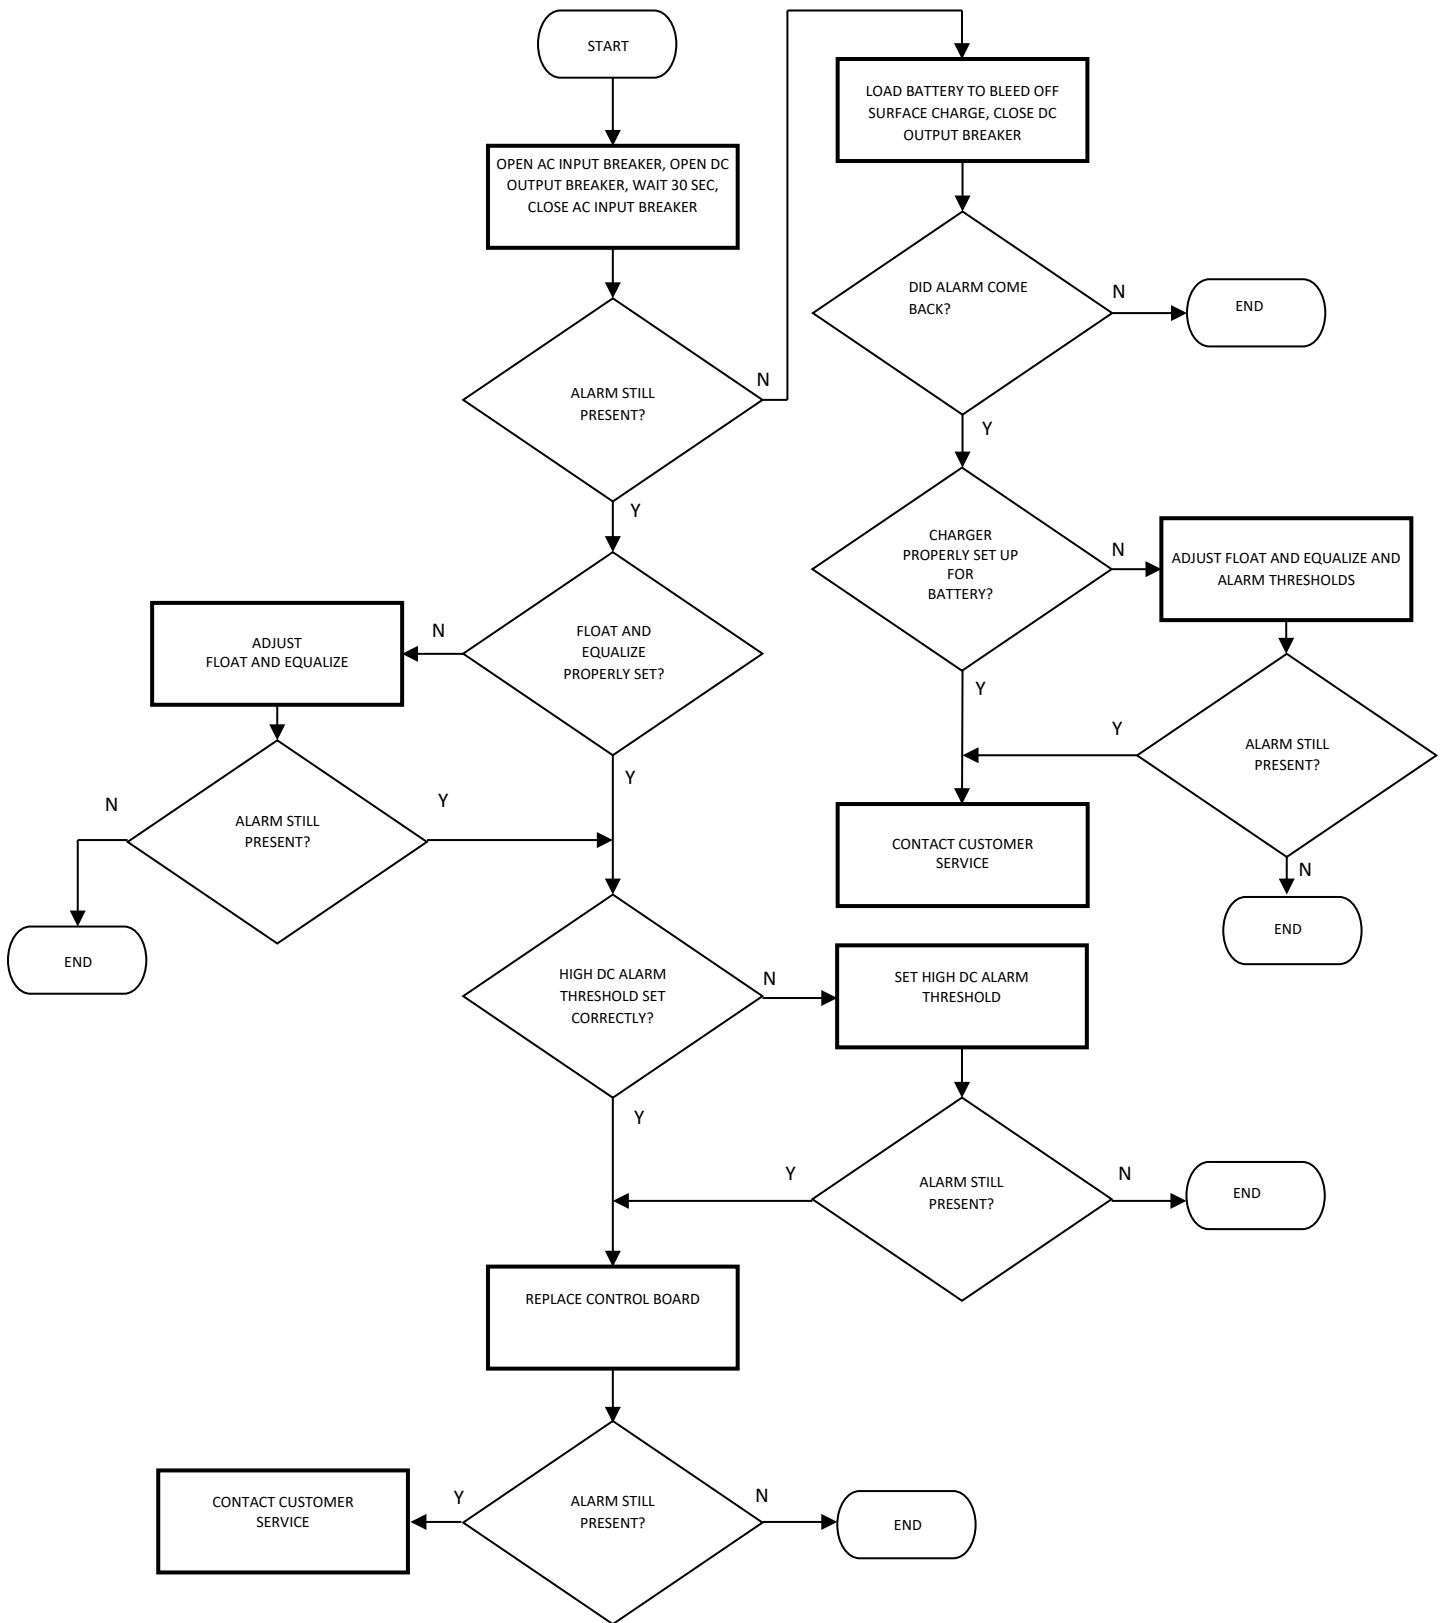 START
OPEN AC INPUT BREAKER, OPEN DC
OUTPUT BREAKER, WAIT 30 SEC,
CLOSE AC INPUT BREAKER
ALARM STILL
PRESENT?
N
Y
LOAD BATTERY TO BLEED OFF
SURFACE CHARGE, CLOSE DC
OUTPUT BREAKER
DID ALARM COME
BACK?
N
END
Y
CHARGER
PROPERLY SET UP
FOR
BATTERY?
N
ADJUST FLOAT AND EQUALIZE AND
ALARM THRESHOLDS
Y
ALARM STILL
PRESENT?
Y
N
END
CONTACT CUSTOMER
SERVICE
FLOAT AND
EQUALIZE
PROPERLY SET?
N
ADJUST
FLOAT AND EQUALIZE
Y
ALARM STILL
PRESENT?
N
Y
END
HIGH DC ALARM
THRESHOLD SET
CORRECTLY?
N
SET HIGH DC ALARM
THRESHOLD
Y
ALARM STILL
PRESENT?
Y
N
END
REPLACE CONTROL BOARD
ALARM STILL
PRESENT?
Y
CONTACT CUSTOMER
SERVICE
N
END